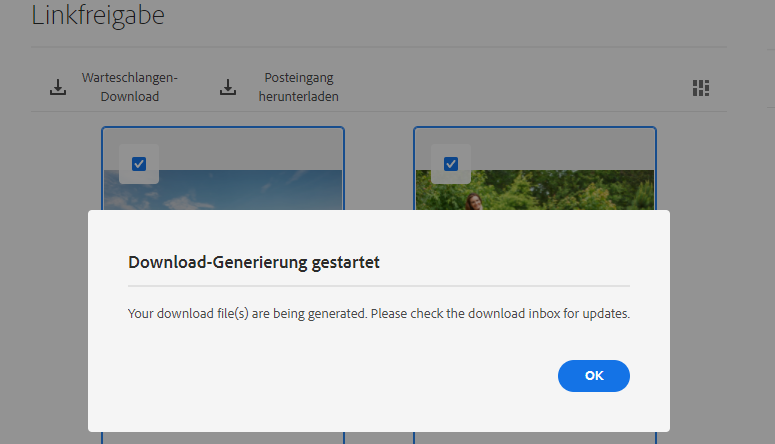 Linkfreigabe
Warteschlangen-
Download
Posteingang
herunterladen
Download-Generierung gestartet
Your download file(s) are being generated. Please check the download inbox for updates.
OK